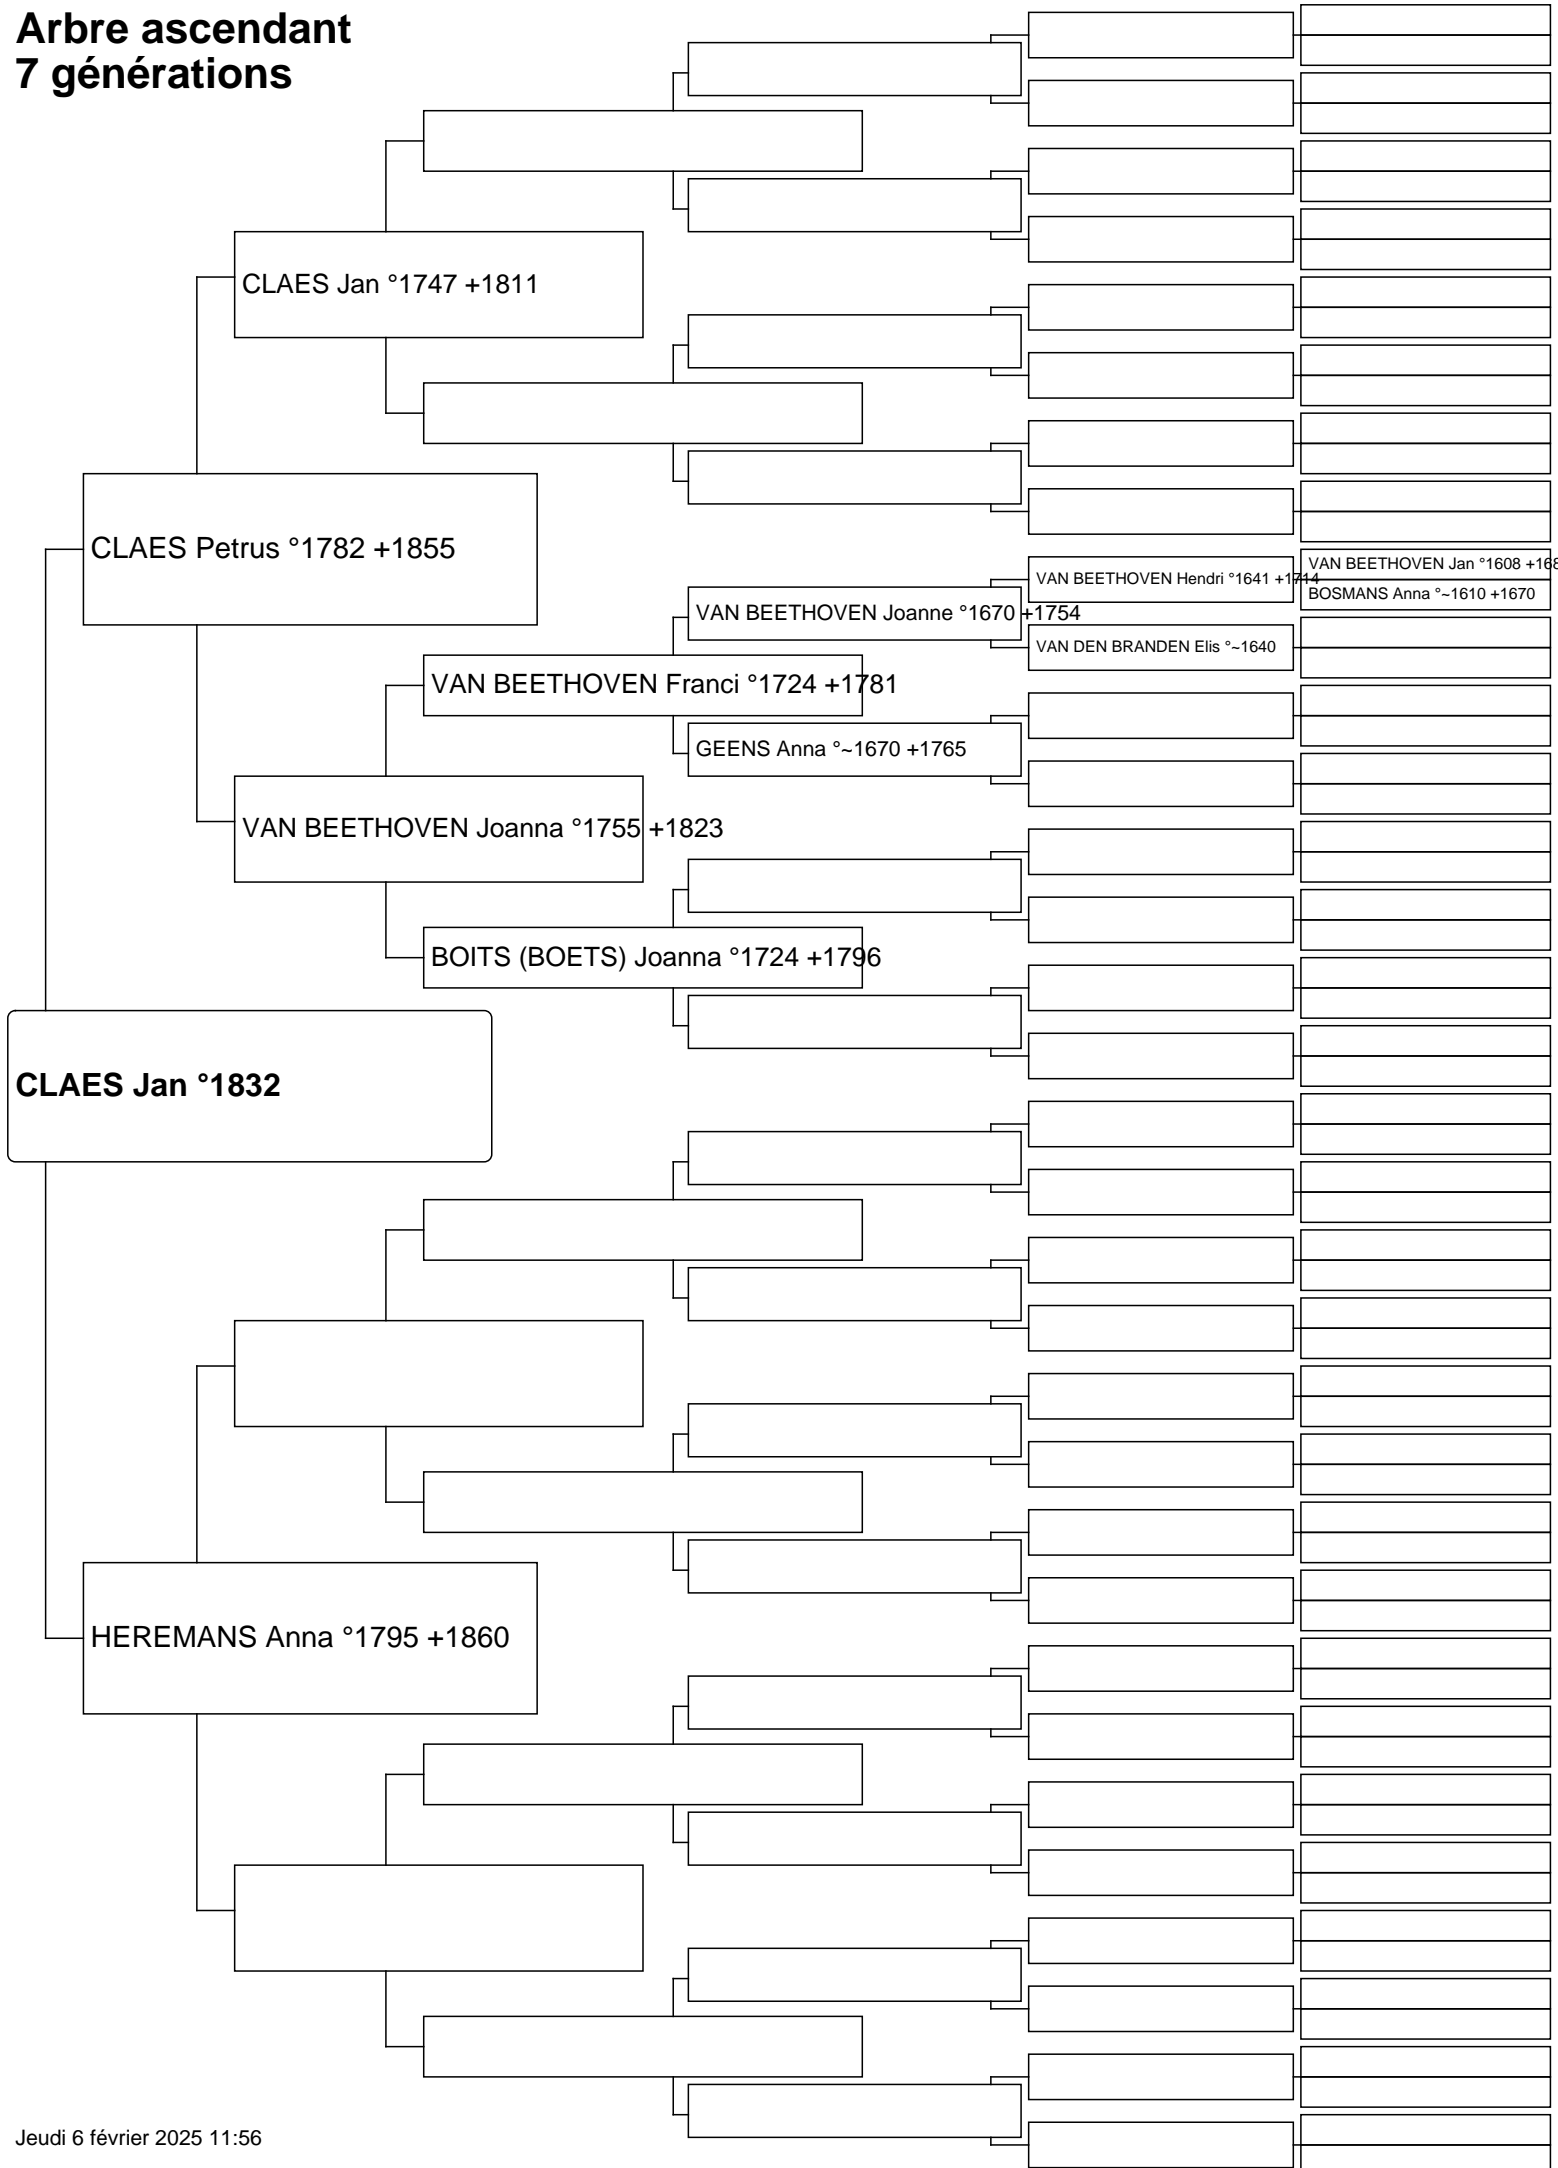 Arbre ascendant
7 générations
CLAES Jan °1747 +1811
CLAES Petrus °1782 +1855
VAN BEETHOVEN Hendri °1641 +1714
VAN BEETHOVEN Jan °1608 +168
BOSMANS Anna °~1610 +1670
VAN BEETHOVEN Joanne °1670 +1754
VAN DEN BRANDEN Elis °~1640
VAN BEETHOVEN Franci °1724 +1781
GEENS Anna °~1670 +1765
VAN BEETHOVEN Joanna °1755 +1823
BOITS (BOETS) Joanna °1724 +1796
CLAES Jan °1832
HEREMANS Anna °1795 +1860
Jeudi 6 février 2025 11:56